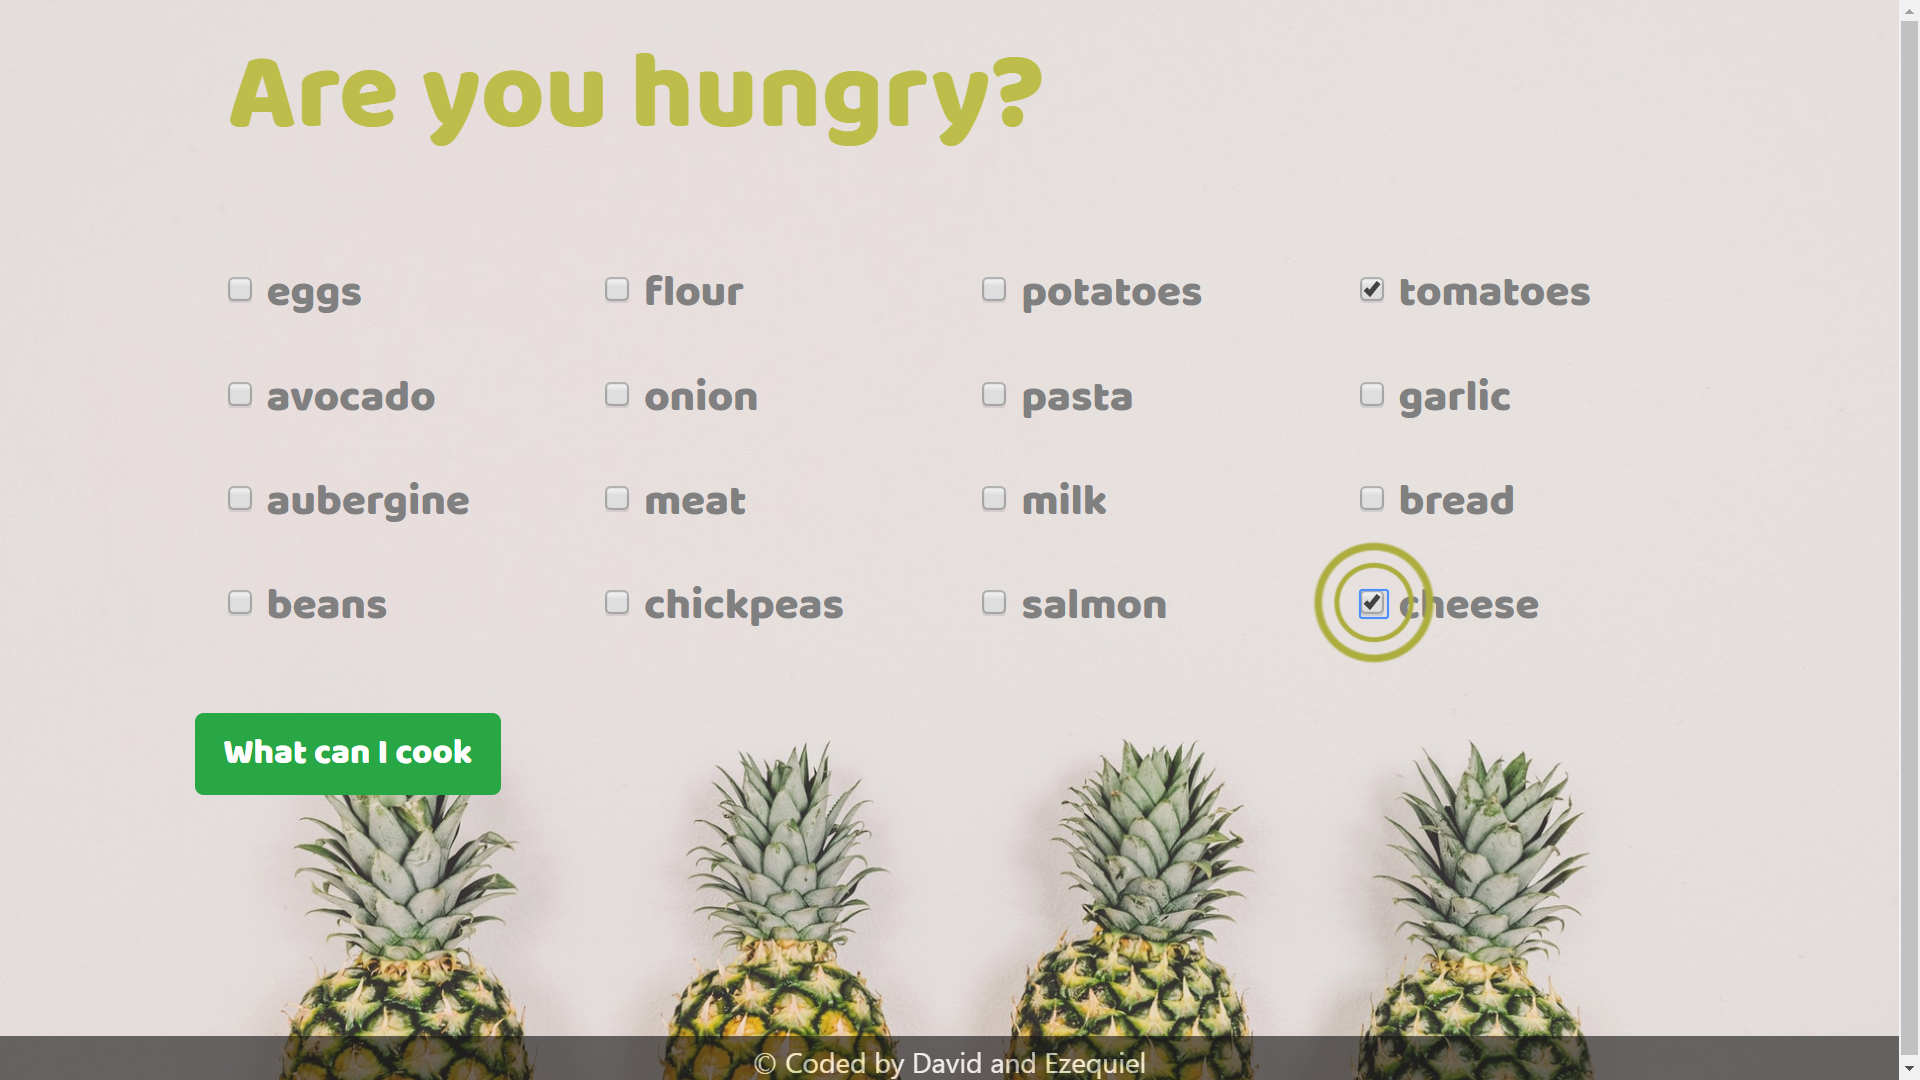 Are you hungry?
eggs flour potatoes tomatoes
avocado onion pasta garlic
aubergine meat milk bread
beans chickpeas salmon cheese
What can I cook
© Coded by David and Ezequiel